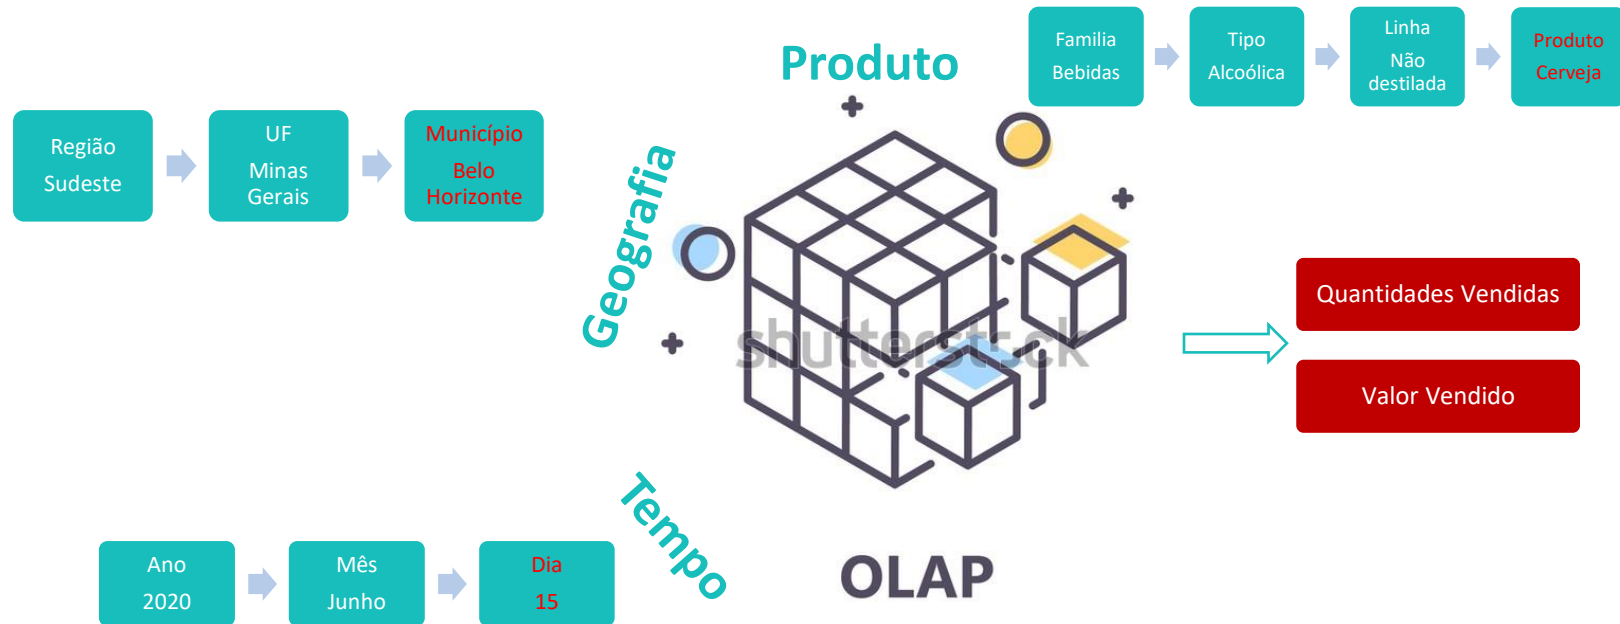 Produto
Familia
Bebidas
Tipo
Alcoólica
Linha
Não
destilada
Produto
Cerveja
Região
Sudeste
UF
Minas
Gerais
Município
Belo
Horizonte
Geografia
shutterstock
Quantidades Vendidas
Valor Vendido
Tempo
Ano
2020
Mês
Junho
Dia
15
OLAP